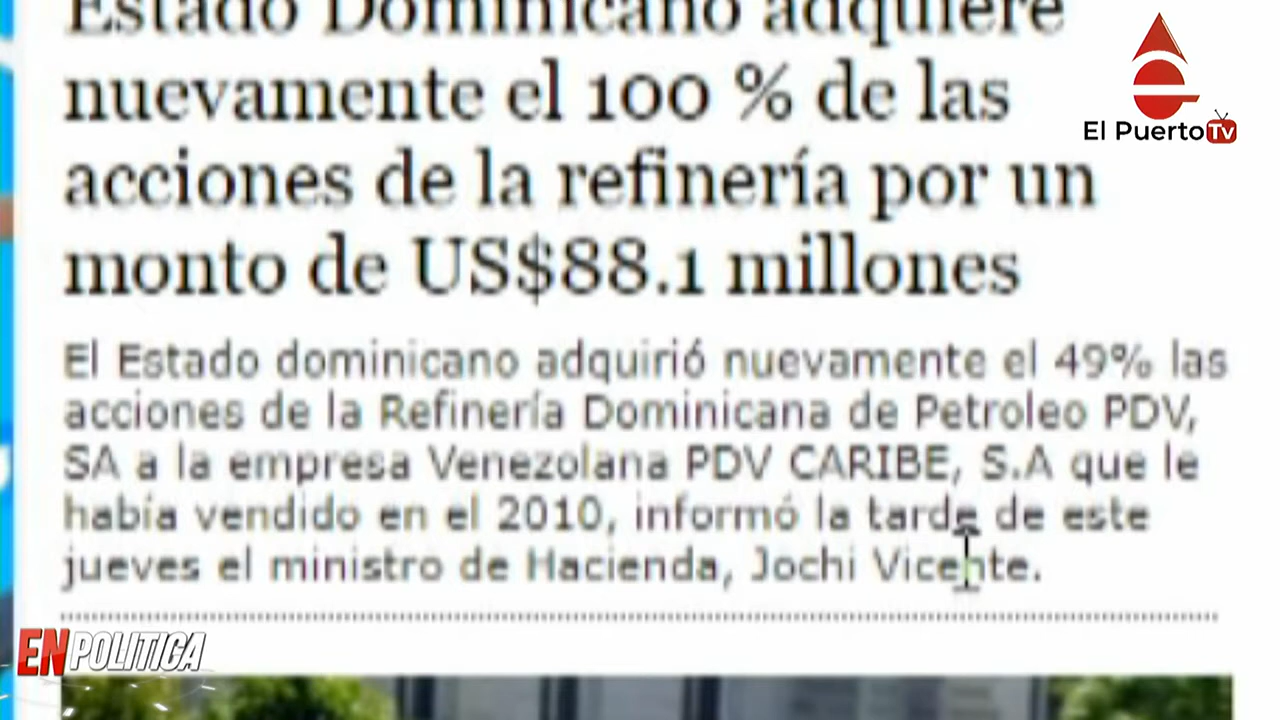 Estado Dominicano adquiere
nuevamente el 100 % de las
acciones de la refinería por un
monto de US$88.1 millones
El Estado dominicano adquirió nuevamente el 49% las
acciones de la Refinería Dominicana de Petroleo PDV,
SA a la empresa Venezolana PDV CARIBE, S.A que le
había vendido en el 2010, informó la tarde de este
jueves el ministro de Hacienda, Jochi Vicente.
El Puerto Tv
EN POLITICA